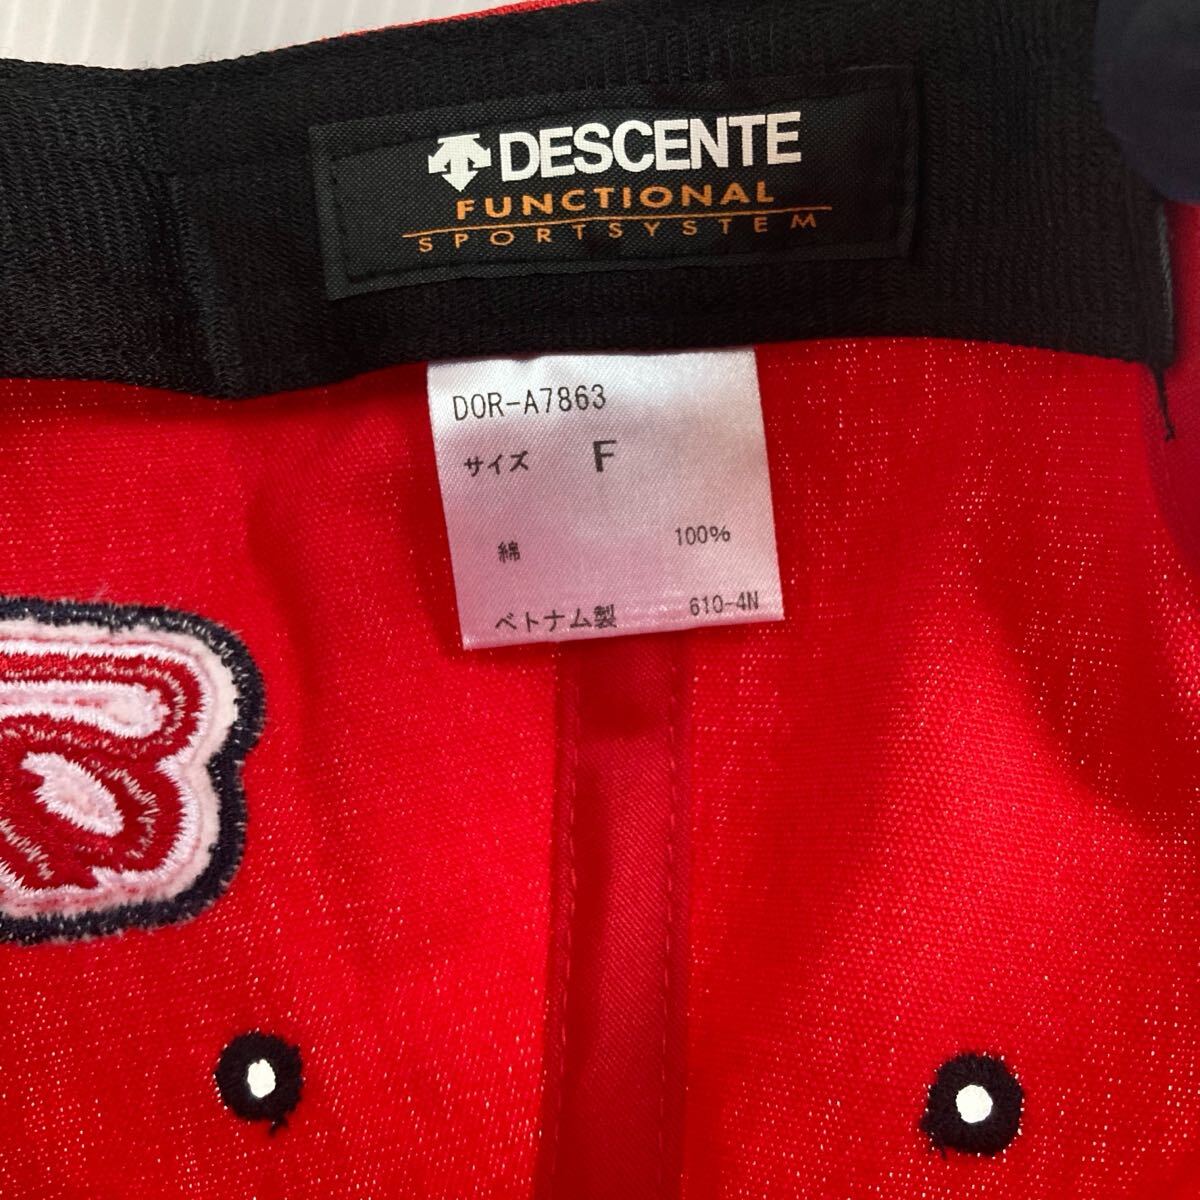 DESCENTE
FUNCTIONAL
SPORTSYSTEM
DOR-A7863
サイズ F
綿 100%
ベトナム製 610-4N